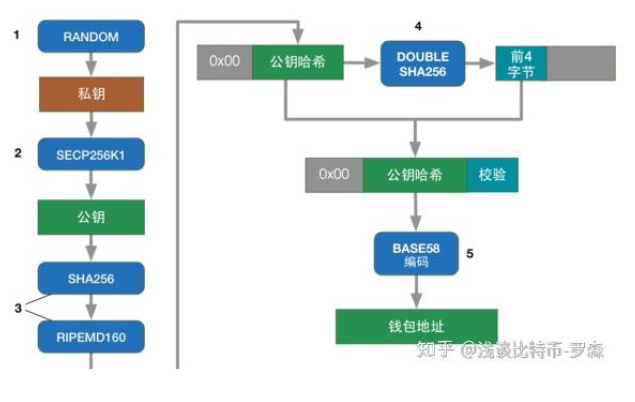 1
RANDOM
私钥
2
SECP256K1
公钥
SHA256
3
RIPEMD160
4
0x00
公钥哈希
DOUBLE
SHA256
前4
字节
0x00
公钥哈希
校验
BASE58
编码
5
钱包地址
知乎 @浅谈比特币-罗森